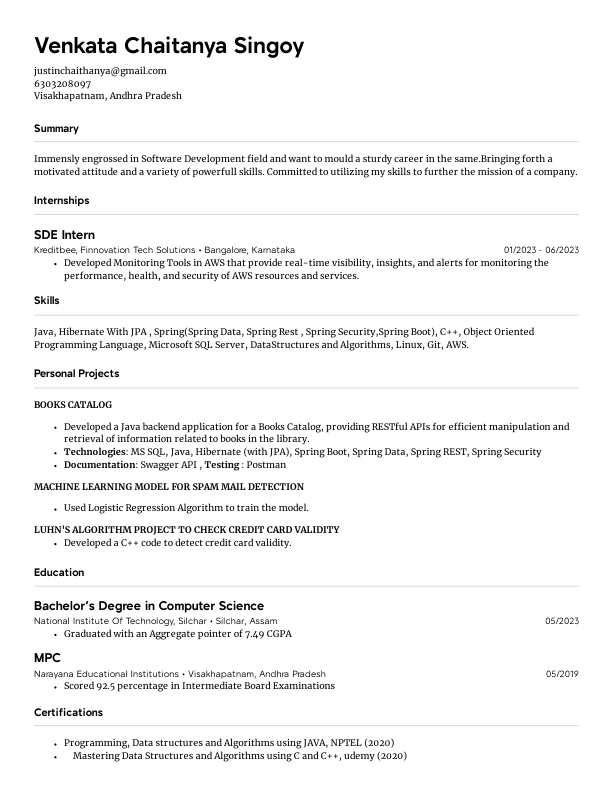 Venkata Chaitanya Singoy
justinchaithanya@gmail.com
6303208097
Visakhapatnam, Andhra Pradesh
Summary
Immensely engrossed in Software Development field and want to mould a sturdy career in the same.Bringing forth a
motivated attitude and a variety of powerfull skills. Committed to utilizing my skills to further the mission of a company.
Internships
SDE Intern
Kreditbee, Finnovation Tech Solutions • Bangalore, Karnataka 01/2023 - 06/2023
• Developed Monitoring Tools in AWS that provide real-time visibility, insights, and alerts for monitoring the
performance, health, and security of AWS resources and services.
Skills
Java, Hibernate With JPA , Spring(Spring Data, Spring Rest , Spring Security,Spring Boot), C++, Object Oriented
Programming Language, Microsoft SQL Server, DataStructures and Algorithms, Linux, Git, AWS.
Personal Projects
BOOKS CATALOG
• Developed a Java backend application for a Books Catalog, providing RESTful APIs for efficient manipulation and
retrieval of information related to books in the library.
• Technologies: MS SQL, Java, Hibernate (with JPA), Spring Boot, Spring Data, Spring REST, Spring Security
• Documentation: Swagger API , Testing : Postman
MACHINE LEARNING MODEL FOR SPAM MAIL DETECTION
• Used Logistic Regression Algorithm to train the model.
LUHN'S ALGORITHM PROJECT TO CHECK CREDIT CARD VALIDITY
• Developed a C++ code to detect credit card validity.
Education
Bachelor's Degree in Computer Science
National Institute Of Technology, Silchar • Silchar, Assam 05/2023
• Graduated with an Aggregate pointer of 7.49 CGPA
MPC
Narayana Educational Institutions • Visakhapatnam, Andhra Pradesh 05/2019
• Scored 92.5 percentage in Intermediate Board Examinations
Certifications
• Programming, Data structures and Algorithms using JAVA, NPTEL (2020)
• Mastering Data Structures and Algorithms using C and C++, udemy (2020)